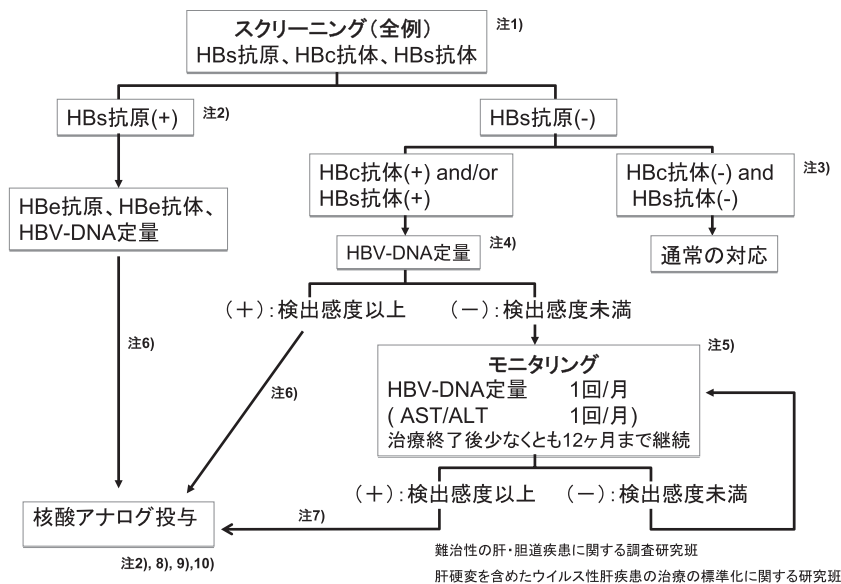 スクリーニング(全例)
HBs抗原、HBc抗体、HBs抗体
注1)
HBs抗原(+)
注2)
HBs抗原(-)
HBc抗体(+) and/or
HBs抗体(+)
HBc抗体(-) and
HBs抗体(-)
注3)
HBe抗原、HBe抗体、
HBV-DNA定量
HBV-DNA定量
注4)
通常の対応
(+):検出感度以上
(-):検出感度未満
注6)
注6)
モニタリング
注5)
HBV-DNA定量 1回/月
( AST/ALT 1回/月)
治療終了後少なくとも12ヶ月まで継続
(+):検出感度以上
(-):検出感度未満
核酸アナログ投与
注7)
注2), 8), 9),10)
難治性の肝・胆道疾患に関する調査研究班
肝硬変を含めたウイルス性肝疾患の治療の標準化に関する研究班